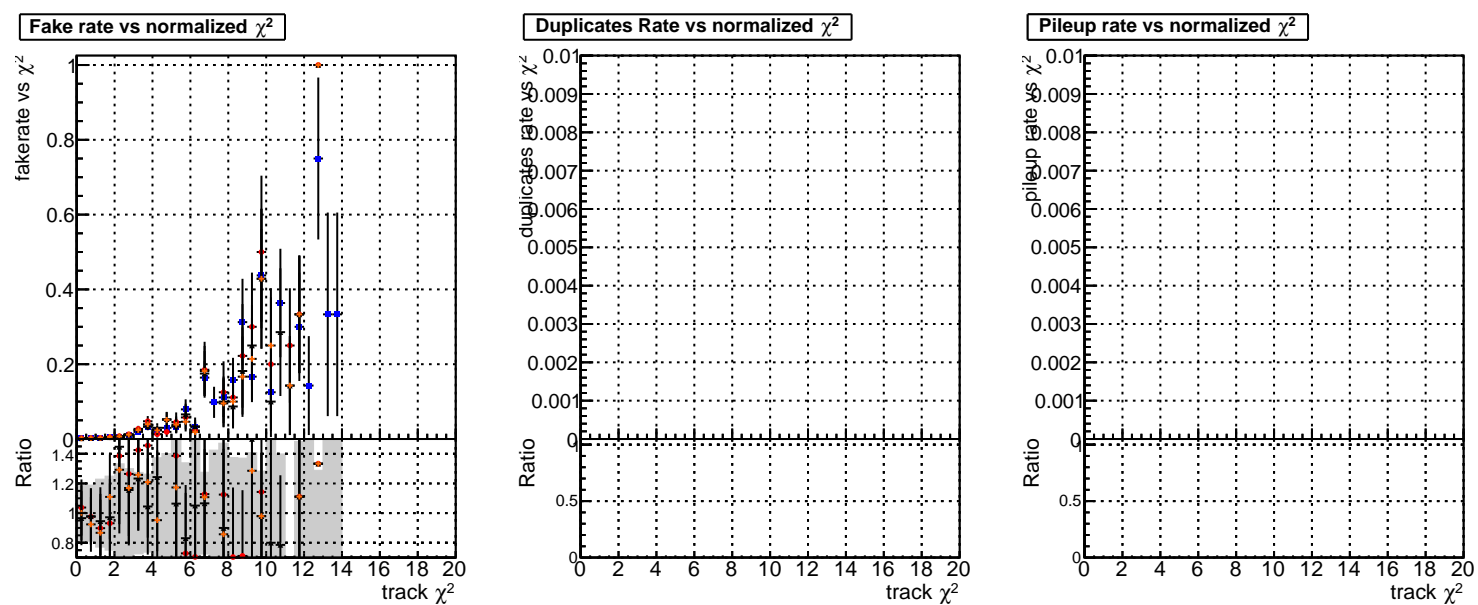 Fake rate vs normalized χ²
fakerate vs χ²
1
0.8
0.6
0.4
0.2
0
Ratio
1.4
1.2
1
0.8
0 2 4 6 8 10 12 14 16 18 20
track χ²
Duplicates Rate vs normalized χ²
duplicates rate vs χ²
0.01
0.009
0.008
0.007
0.006
0.005
0.004
0.003
0.002
0.001
0
Ratio
1
0.5
0
0 2 4 6 8 10 12 14 16 18 20
track χ²
Pileup rate vs normalized χ²
pileup rate vs χ²
0.01
0.009
0.008
0.007
0.006
0.005
0.004
0.003
0.002
0.001
0
Ratio
1
0.5
0
0 2 4 6 8 10 12 14 16 18 20
track χ²